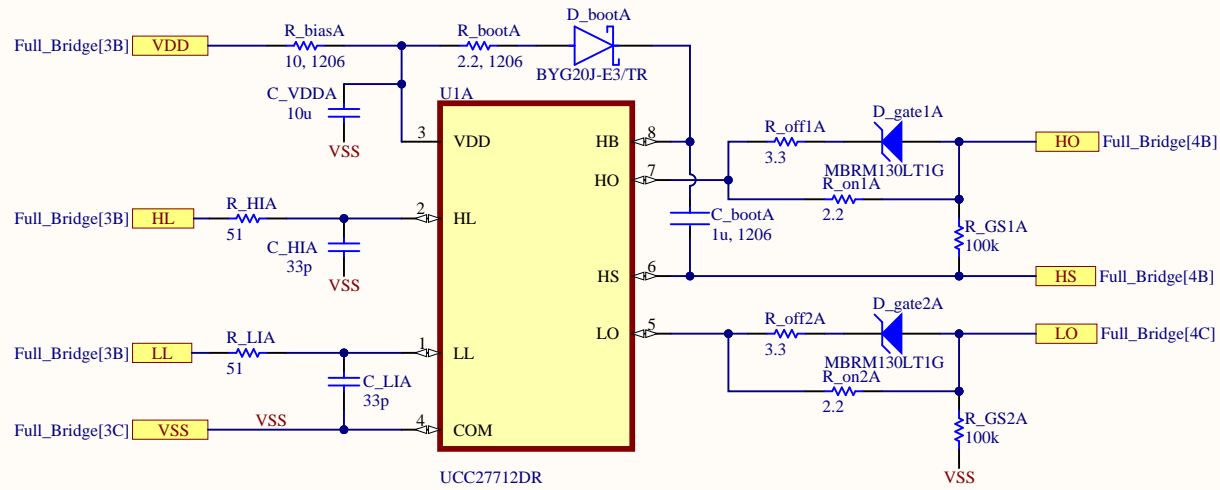 D_bootA
R_biasA
R_bootA
Full_Bridge[3B]
VDD
10, 1206
2.2, 1206
BYG20J-E3/TR
C_VDDA
10u
VSS
U1A
3
VDD
HB
8
HO
7
R_off1A
3.3
D_gate1A
MBRM130LT1G
R_on1A
2.2
HO
Full_Bridge[4B]
Full_Bridge[3B]
HL
R_HIA
51
2
HL
C_HIA
33p
VSS
C_bootA
1u, 1206
R_GS1A
100k
HS
6
HS
Full_Bridge[4B]
LO
5
R_off2A
3.3
D_gate2A
MBRM130LT1G
R_on2A
2.2
LO
Full_Bridge[4C]
Full_Bridge[3B]
LL
R_LIA
51
1
LL
C_LIA
33p
Full_Bridge[3C]
VSS
VSS
4
COM
R_GS2A
100k
VSS
UCC27712DR